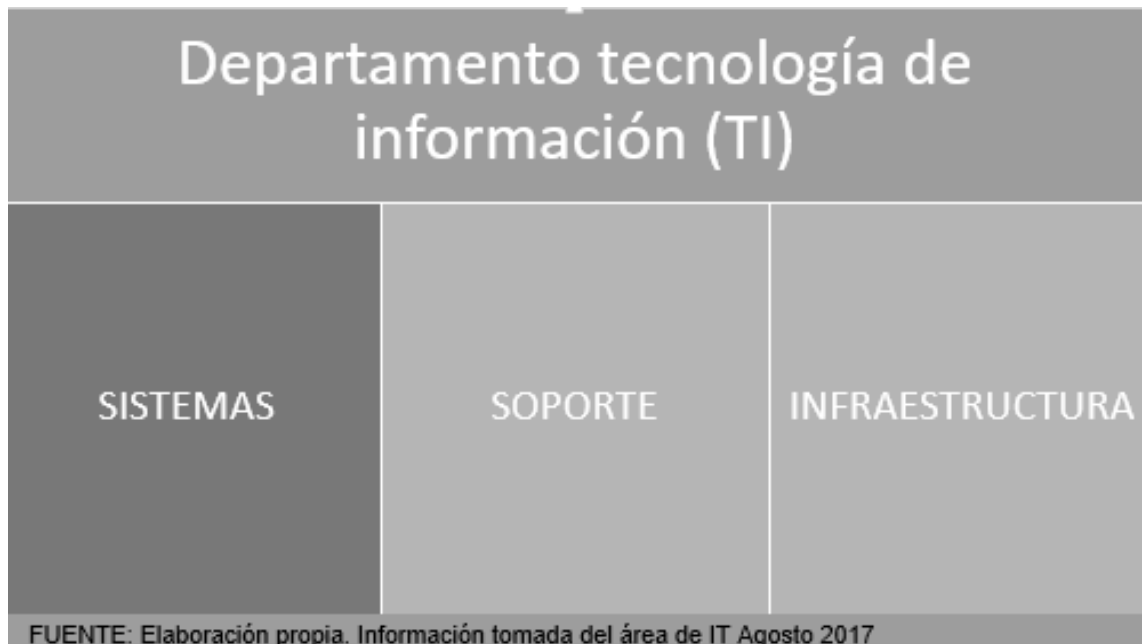 Departamento tecnología de
información (TI)
SISTEMAS
SOPORTE
INFRAESTRUCTURA
FUENTE: Elaboración propia. Información tomada del área de IT Agosto 2017